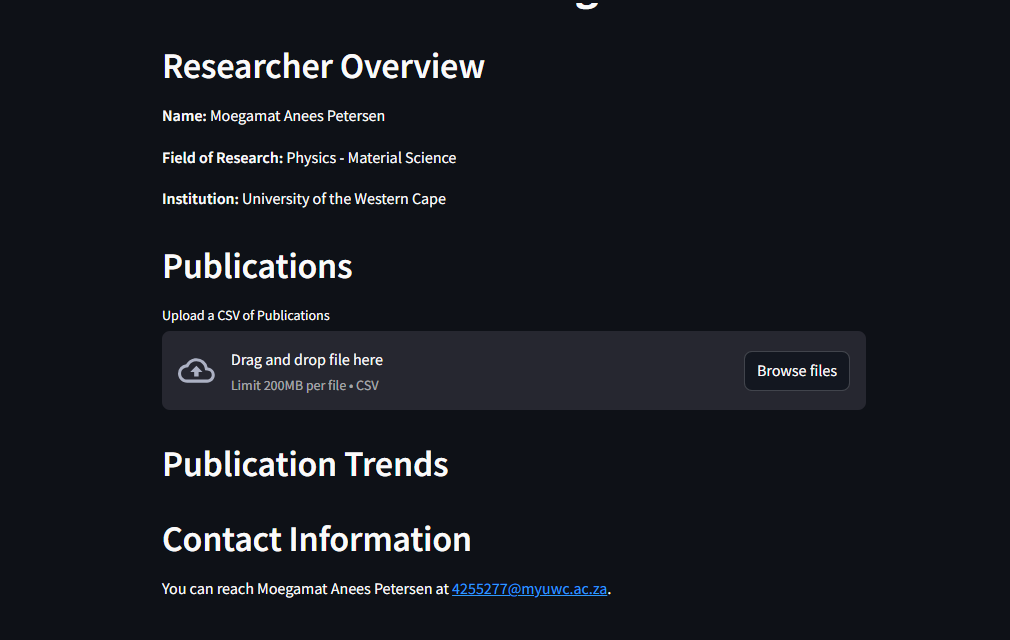 Researcher Overview
Name: Moegamat Anees Petersen
Field of Research: Physics - Material Science
Institution: University of the Western Cape
Publications
Upload a CSV of Publications
Drag and drop file here
Limit 200MB per file • CSV
Browse files
Publication Trends
Contact Information
You can reach Moegamat Anees Petersen at 4255277@myuwc.ac.za.